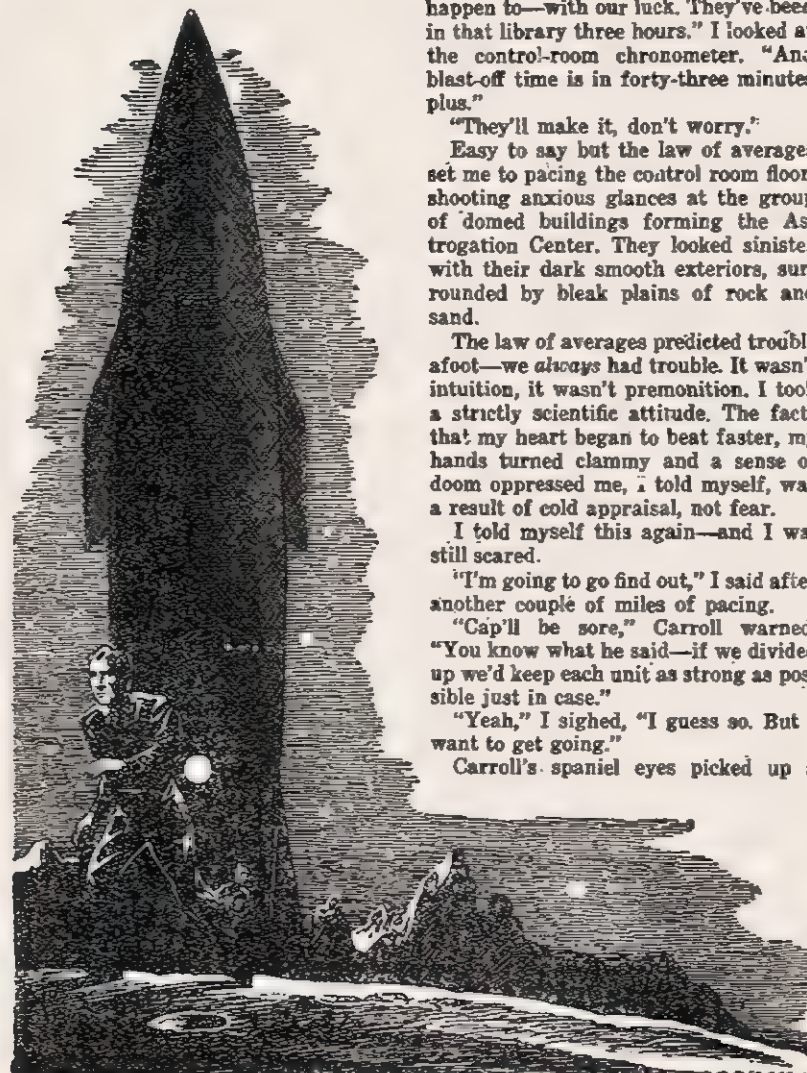 happen to—with our luck. They've been
in that library three hours." I looked at
the control-room chronometer. "And
blast-off time is in forty-three minutes
plus."
"They'll make it, don't worry."
Easy to say but the law of averages
set me to pacing the control room floor,
shooting anxious glances at the group
of domed buildings forming the As-
trogation Center. They looked sinister
with their dark smooth exteriors, sur-
rounded by bleak plains of rock and
sand.
The law of averages predicted trouble
afoot—we always had trouble. It wasn't
intuition, it wasn't premonition. I took
a strictly scientific attitude. The fact
that my heart began to beat faster, my
hands turned clammy and a sense of
doom oppressed me, I told myself, was
a result of cold appraisal, not fear.
I told myself this again—and I was
still scared.
"I'm going to go find out," I said after
another couple of miles of pacing.
"Cap'll be sore," Carroll warned.
"You know what he said—if we divided
up we'd keep each unit as strong as pos-
sible just in case."
"Yeah," I sighed, "I guess so. But I
want to get going."
Carroll's spaniel eyes picked up a